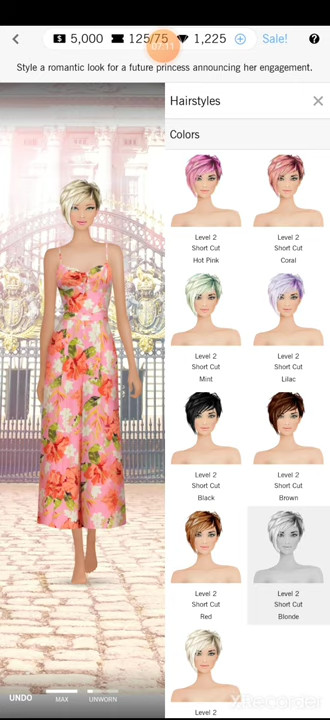 5,000 125/75 1,225 Sale!
07:11
Style a romantic look for a future princess announcing her engagement.
Hairstyles
Colors
Level 2
Short Cut
Hot Pink
Level 2
Short Cut
Coral
Level 2
Short Cut
Mint
Level 2
Short Cut
Lilac
Level 2
Short Cut
Black
Level 2
Short Cut
Brown
Level 2
Short Cut
Red
Level 2
Short Cut
Blonde
Level 2
UNDO
MAX
UNWORN
XRecorder